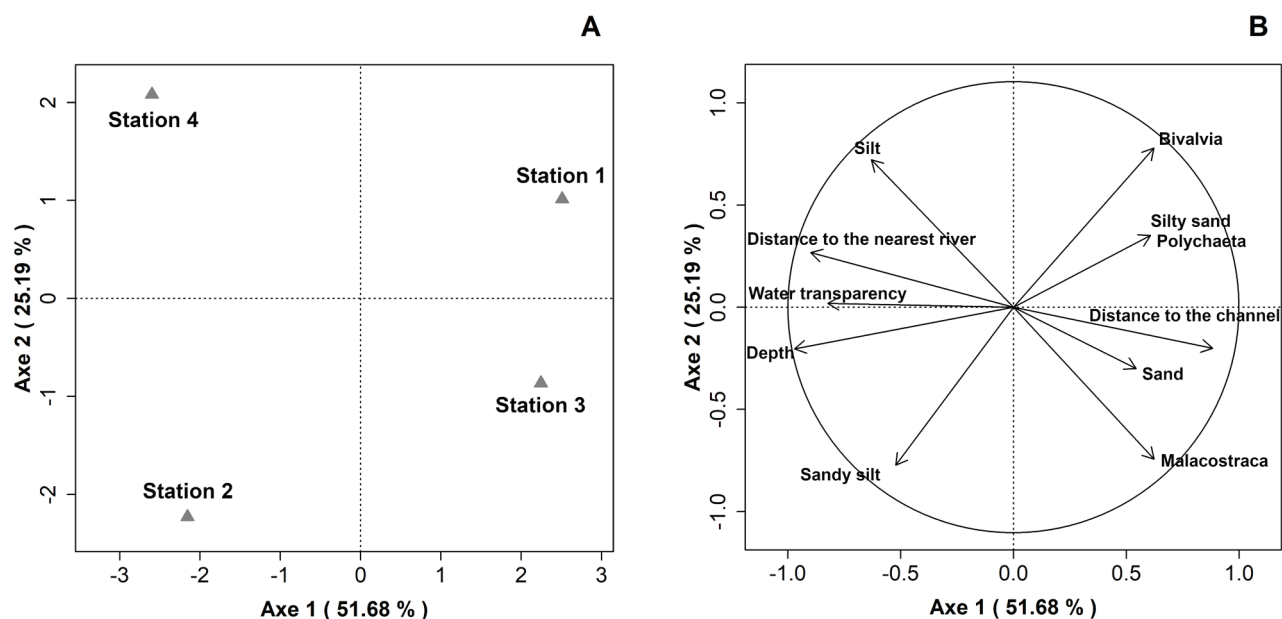 A
Station 4
Station 1
Station 3
Station 2
2
1
0
-1
-2
Axe 2 ( 25.19 % )
-3 -2 -1 0 1 2 3
Axe 1 ( 51.68 % )
B
Bivalvia
Silt
Silty sand
Polychaeta
Distance to the nearest river
Water transparency
Distance to the channel
Depth
Sand
Malacostraca
Sandy silt
1.0
0.5
0.0
-0.5
-1.0
Axe 2 ( 25.19 % )
-1.0 -0.5 0.0 0.5 1.0
Axe 1 ( 51.68 % )